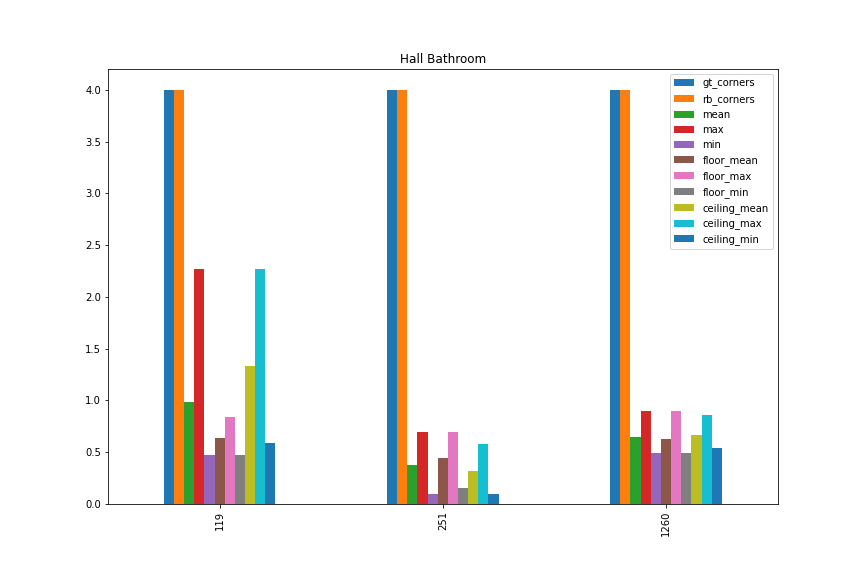 Hall Bathroom
gt_corners
rb_corners
mean
max
min
floor_mean
floor_max
floor_min
ceiling_mean
ceiling_max
ceiling_min
4.0
3.5
3.0
2.5
2.0
1.5
1.0
0.5
0.0
119
251
1260